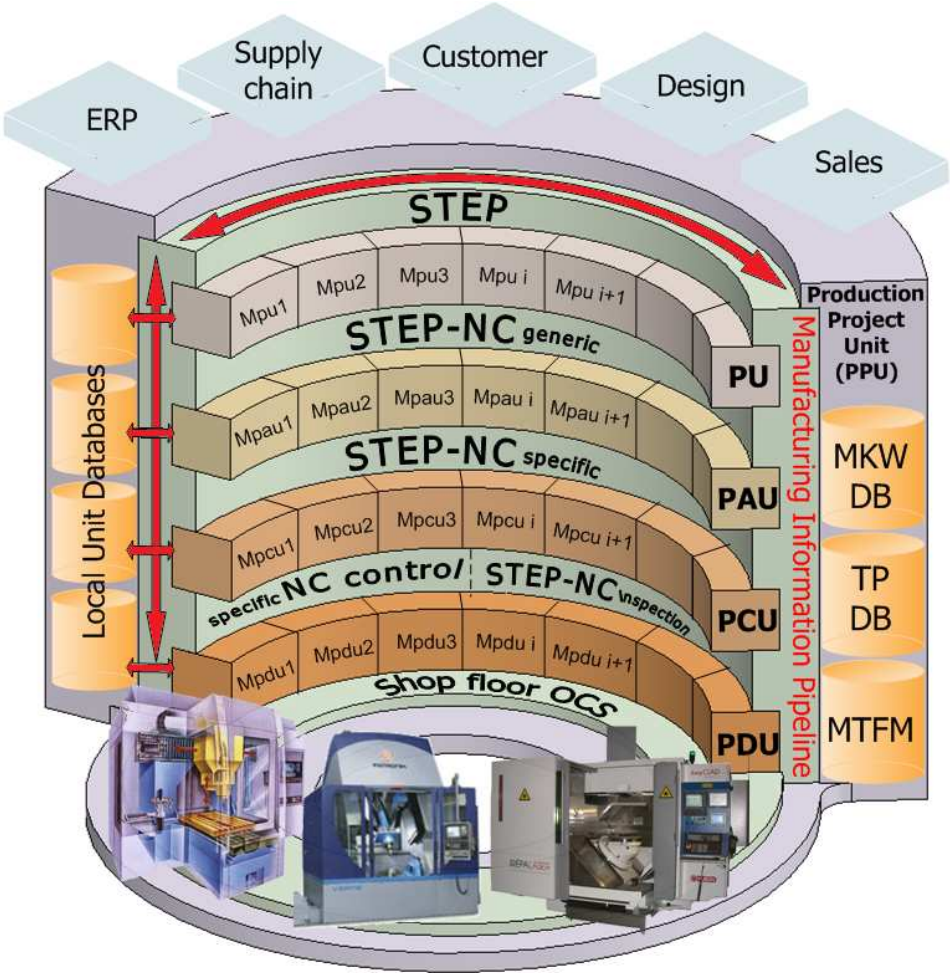 ERP
Supply
chain
Customer
Design
Sales
STEP
Mpu1
Mpu2
Mpu3
Mpu i
Mpu i+1
PU
STEP-NC generic
Mpau1
Mpau2
Mpau3
Mpau i
Mpau i+1
PAU
STEP-NC specific
Mpcu1
Mpcu2
Mpcu3
Mpcu i
Mpcu i+1
PCU
specific NC control
STEP-NC inspection
Mpdu1
Mpdu2
Mpdu3
Mpdu i
Mpdu i+1
PDU
Shop floor OCS
Local Unit Databases
Manufacturing Information Pipeline
Production
Project
Unit
(PPU)
MKW
DB
TP
DB
MTFM
BEPALASER